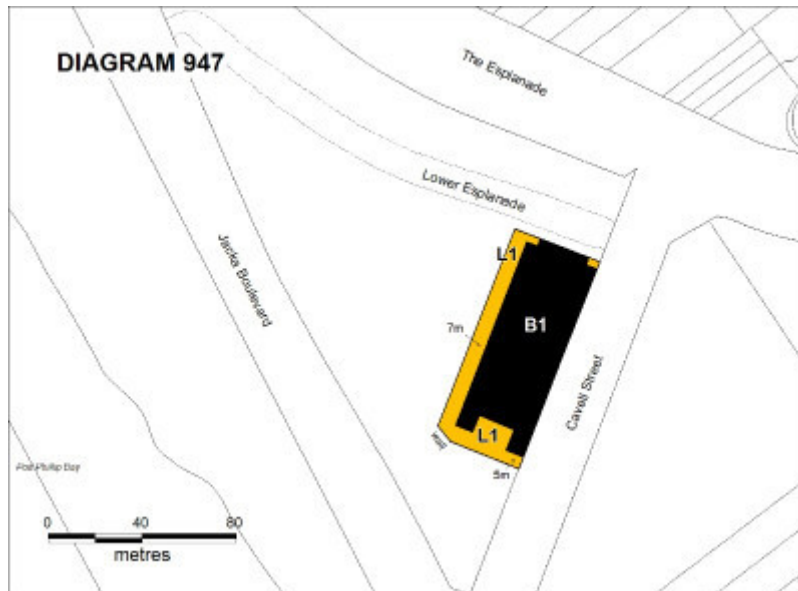 DIAGRAM 947
The Esplanade
Lower Esplanade
Jacka Boulevard
L1
B1
7m
Cavell Street
L1
5m
Port Phillip Bay
0 40 80
metres